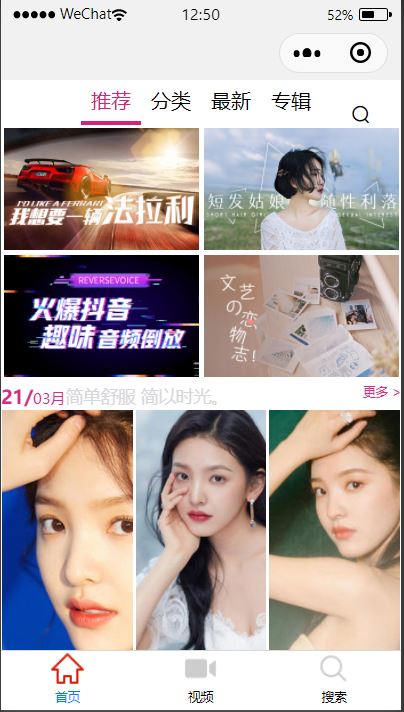 WeChat 12:50 52%
推荐 分类 最新 专辑
I'D LIKE A FERRARI
我想要一辆法拉利
短发姑娘 随性利落
SHORT HAIR GIRL
REVERSEVOICE
火爆抖音
趣味音频倒放
文艺の恋物志!
21/03月简单舒服 简以时光。 更多 >
首页 视频 搜索